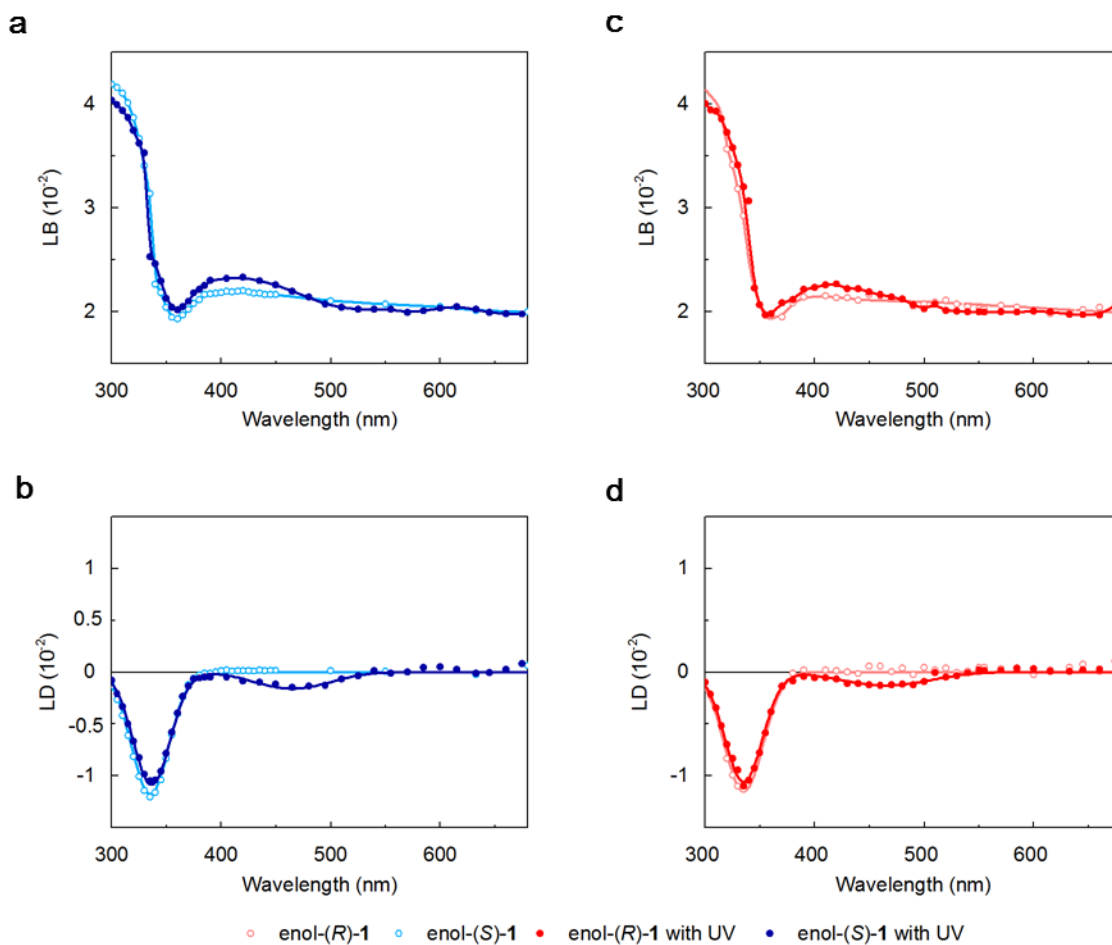 a
4
3
2
LB (10-2)
300 400 500 600
Wavelength (nm)
c
4
3
2
LB (10-2)
300 400 500 600
Wavelength (nm)
b
1
0.5
0
-0.5
-1
LD (10-2)
300 400 500 600
Wavelength (nm)
d
1
0.5
0
-0.5
-1
LD (10-2)
300 400 500 600
Wavelength (nm)
enol-(R)-1 enol-(S)-1 enol-(R)-1 with UV enol-(S)-1 with UV